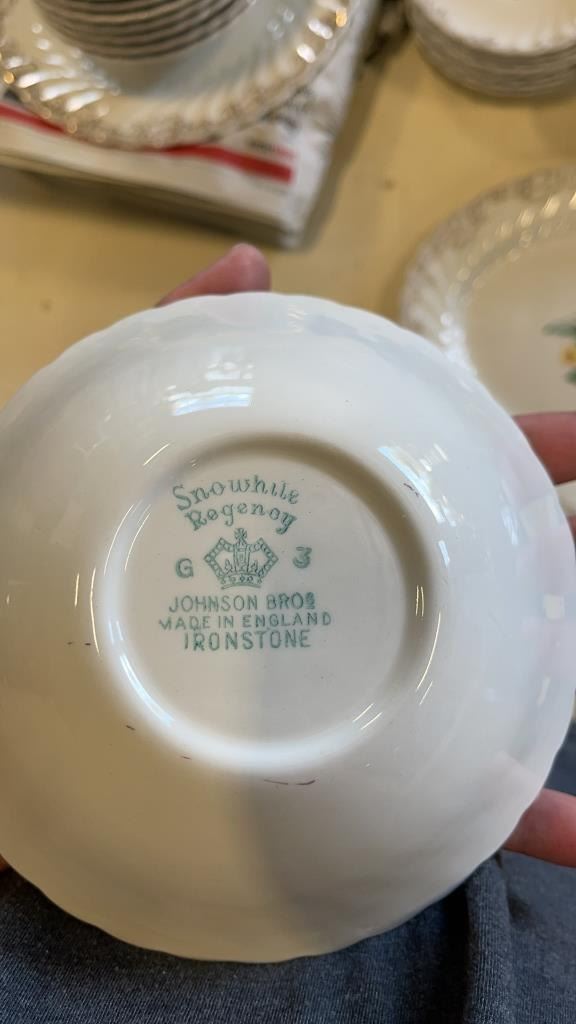 Snowhite
Regency
G 3
JOHNSON BROS
MADE IN ENGLAND
IRONSTONE